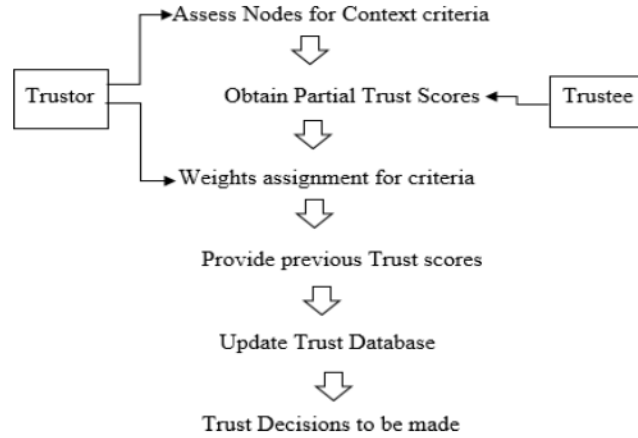 Assess Nodes for Context criteria
Trustor
Obtain Partial Trust Scores
Trustee
Weights assignment for criteria
Provide previous Trust scores
Update Trust Database
Trust Decisions to be made